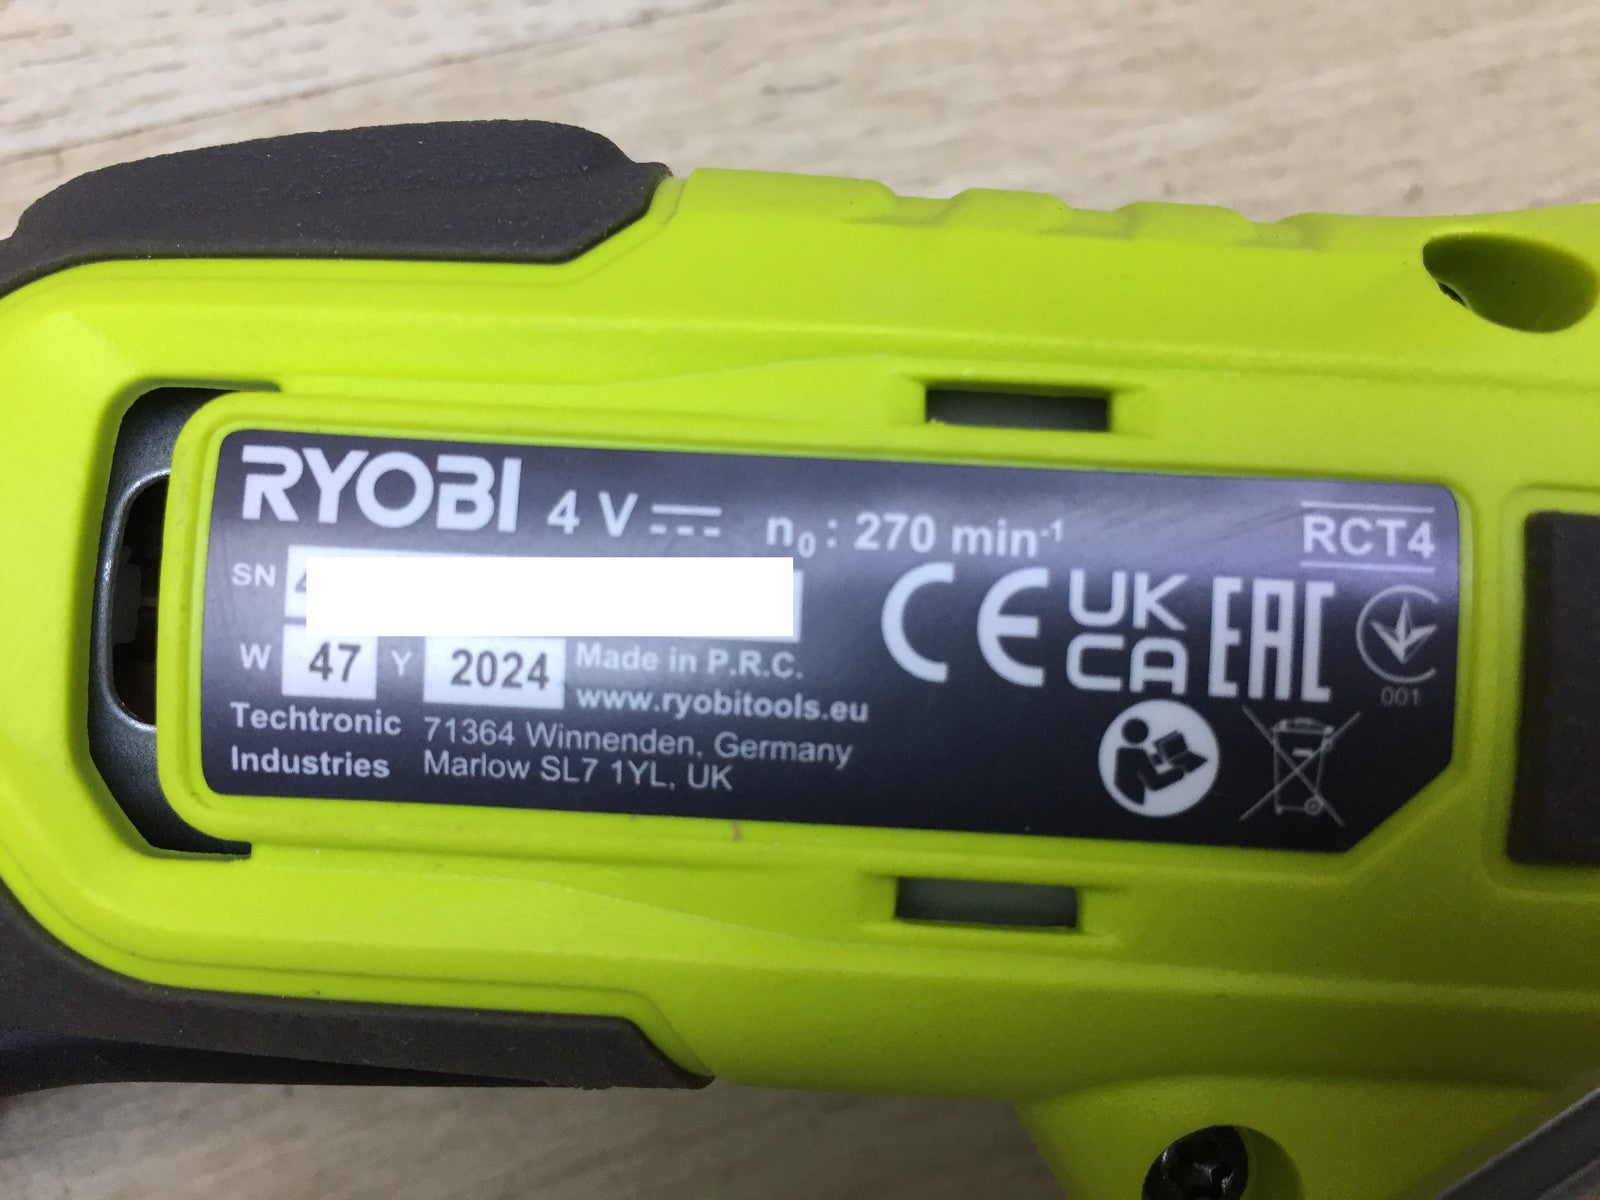 RYOBI 4 V n₀ : 270 min⁻¹ RCT4
SN
W 47 Y 2024 Made in P.R.C.
www.ryobitools.eu
Techtronic Industries
71364 Winnenden, Germany
Marlow SL7 1YL, UK
CE UK CA EAC
001